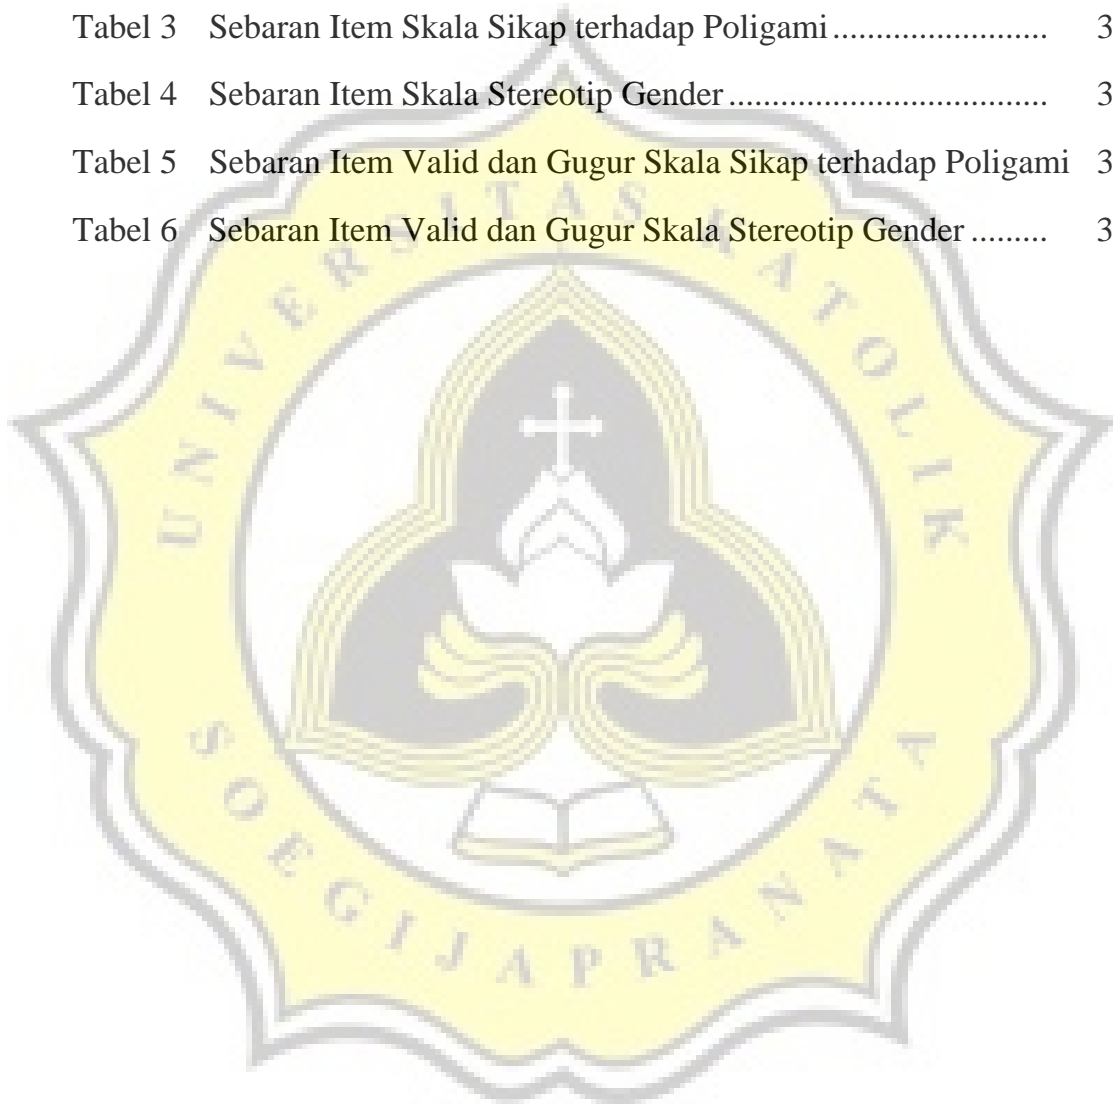 Tabel 3 Sebaran Item Skala Sikap terhadap Poligami ........................ 3
Tabel 4 Sebaran Item Skala Stereotip Gender .................................... 3
Tabel 5 Sebaran Item Valid dan Gugur Skala Sikap terhadap Poligami 3
Tabel 6 Sebaran Item Valid dan Gugur Skala Stereotip Gender ......... 3
UNIVERSITAS KATOLIK
SOEGIJAPRANATA